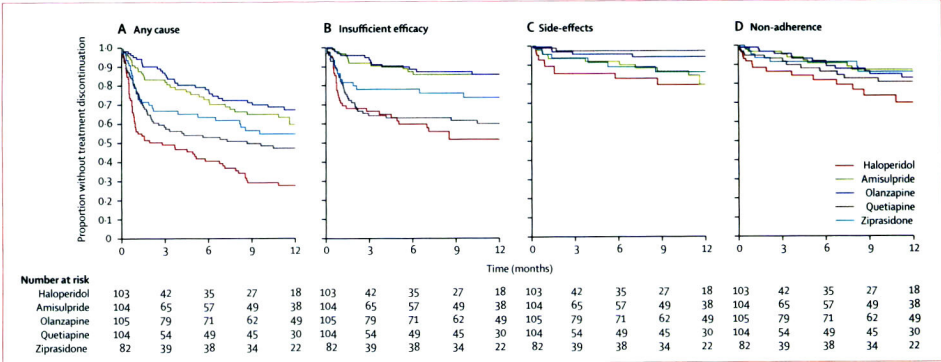 A Any cause
B Insufficient efficacy
C Side-effects
D Non-adherence
Proportion without treatment discontinuation
1·0
0·9
0·8
0·7
0·6
0·5
0·4
0·3
0·2
0·1
0
0 3 6 9 12
0 3 6 9 12
0 3 6 9 12
0 3 6 9 12
Haloperidol
Amisulpride
Olanzapine
Quetiapine
Ziprasidone
Time (months)
Number at risk
Haloperidol 103 42 35 27 18 103 42 35 27 18 103 42 35 27 18 103 42 35 27 18
Amisulpride 104 65 57 49 38 104 65 57 49 38 104 65 57 49 38 104 65 57 49 38
Olanzapine 105 79 71 62 49 105 79 71 62 49 105 79 71 62 49 105 79 71 62 49
Quetiapine 104 54 49 45 30 104 54 49 45 30 104 54 49 45 30 104 54 49 45 30
Ziprasidone 82 39 38 34 22 82 39 38 34 22 82 39 38 34 22 82 39 38 34 22